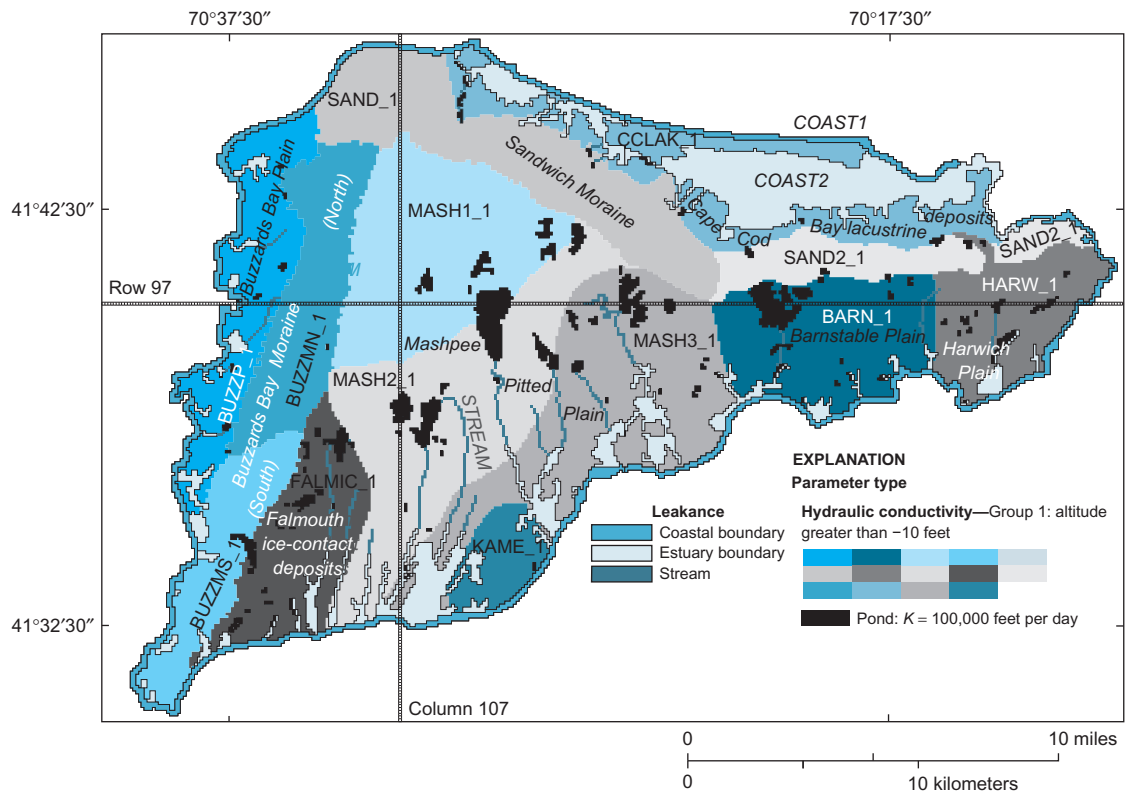 70°37′30″
70°17′30″
SAND_1
COAST1
CCLAK_1
Sandwich Moraine
COAST2
Buzzards Bay Plain
(North)
41°42′30″
MASH1_1
Cape
Cod
Bay lacustrine
deposits
SAND2_1
SAND2_1
M
HARW_1
Row 97
BARN_1
Barnstable Plain
MASH3_1
Mashpee
Harwich
Plain
BUZZMN_1
BUZZP_1
Buzzards Bay Moraine
MASH2_1
Pitted
Plain
STREAM
(South)
FALMIC_1
Falmouth
ice-contact
deposits
KAME_1
BUZZMS_1
41°32′30″
Column 107
EXPLANATION
Parameter type
Leakance
Coastal boundary
Estuary boundary
Stream
Hydraulic conductivity—Group 1: altitude
greater than −10 feet
Pond: K = 100,000 feet per day
0
10 miles
0
10 kilometers